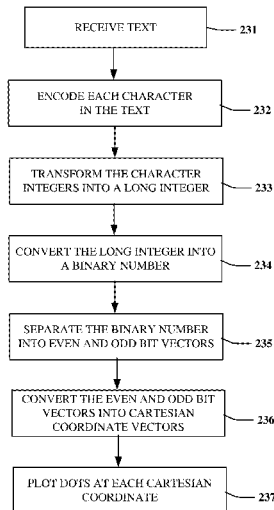 RECEIVE TEXT
231
ENCODE EACH CHARACTER
IN THE TEXT
232
TRANSFORM THE CHARACTER
INTEGERS INTO A LONG INTEGER
233
CONVERT THE LONG INTEGER INTO
A BINARY NUMBER
234
SEPARATE THE BINARY NUMBER
INTO EVEN AND ODD BIT VECTORS
235
CONVERT THE EVEN AND ODD BIT
VECTORS INTO CARTESIAN
COORDINATE VECTORS
236
PLOT DOTS AT EACH CARTESIAN
COORDINATE
237